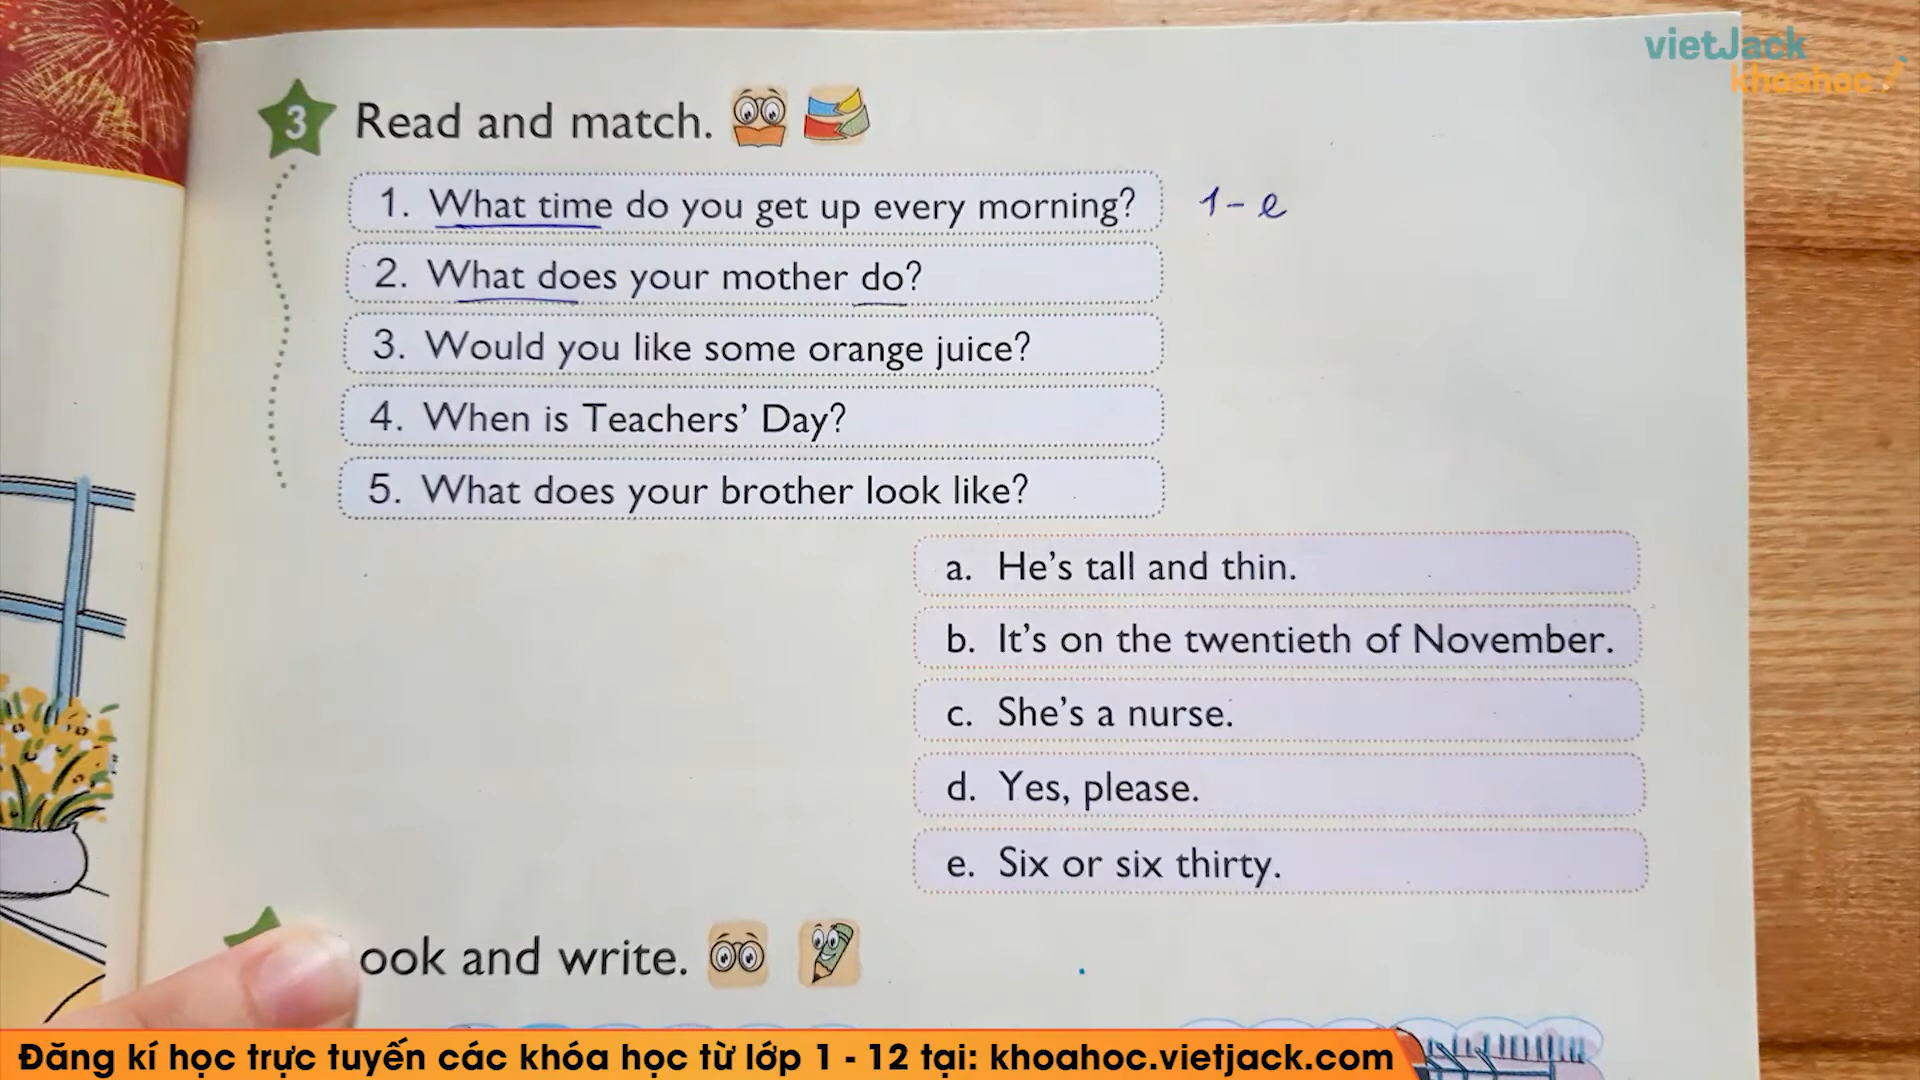 vietJack
khoahoc
3 Read and match.
1. What time do you get up every morning? 1 - e
2. What does your mother do?
3. Would you like some orange juice?
4. When is Teachers' Day?
5. What does your brother look like?
a. He's tall and thin.
b. It's on the twentieth of November.
c. She's a nurse.
d. Yes, please.
e. Six or six thirty.
ook and write.
Đăng kí học trực tuyến các khóa học từ lớp 1 - 12 tại: khoahoc.vietjack.com